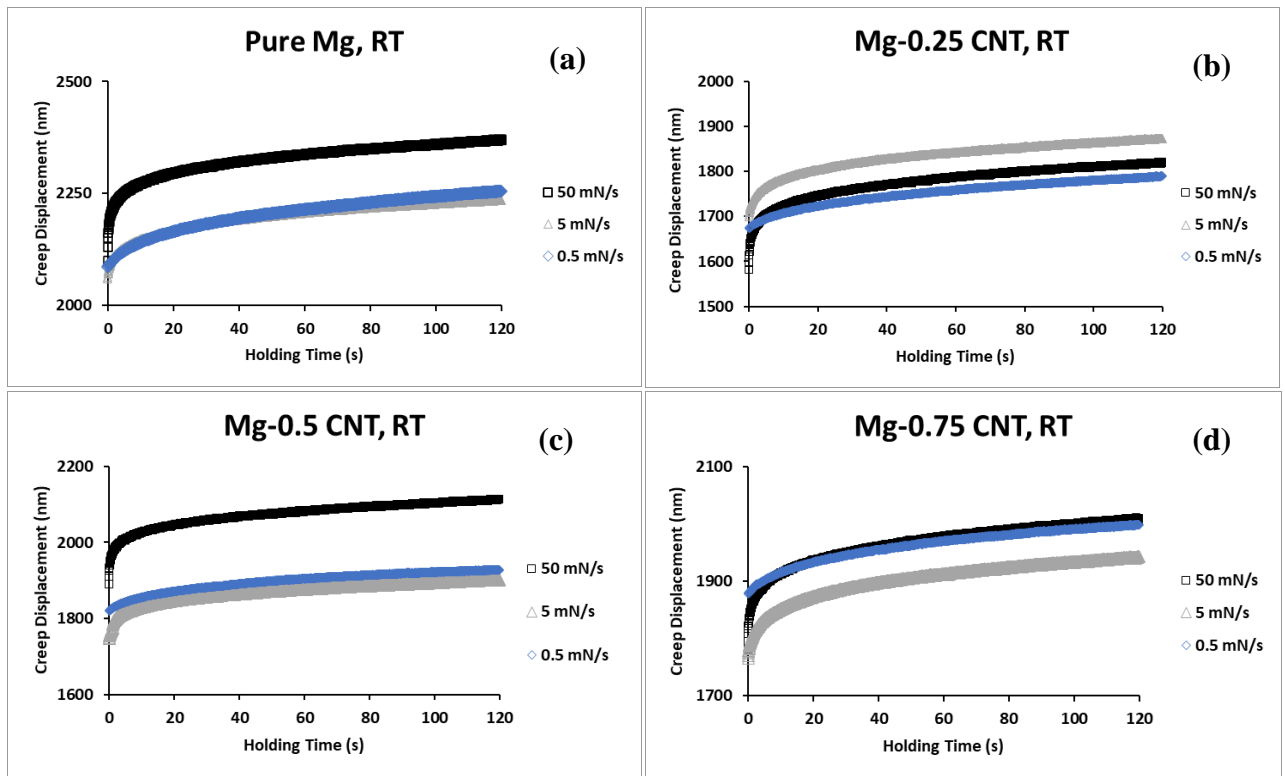 Pure Mg, RT
(a)
Creep Displacement (nm)
2500
2250
2000
0 20 40 60 80 100 120
Holding Time (s)
50 mN/s
5 mN/s
0.5 mN/s
Mg-0.25 CNT, RT
(b)
Creep Displacement (nm)
2000
1900
1800
1700
1600
1500
0 20 40 60 80 100 120
Holding Time (s)
50 mN/s
5 mN/s
0.5 mN/s
Mg-0.5 CNT, RT
(c)
Creep Displacement (nm)
2200
2000
1800
1600
0 20 40 60 80 100 120
Holding Time (s)
50 mN/s
5 mN/s
0.5 mN/s
Mg-0.75 CNT, RT
(d)
Creep Displacement (nm)
2100
1900
1700
0 20 40 60 80 100 120
Holding Time (s)
50 mN/s
5 mN/s
0.5 mN/s